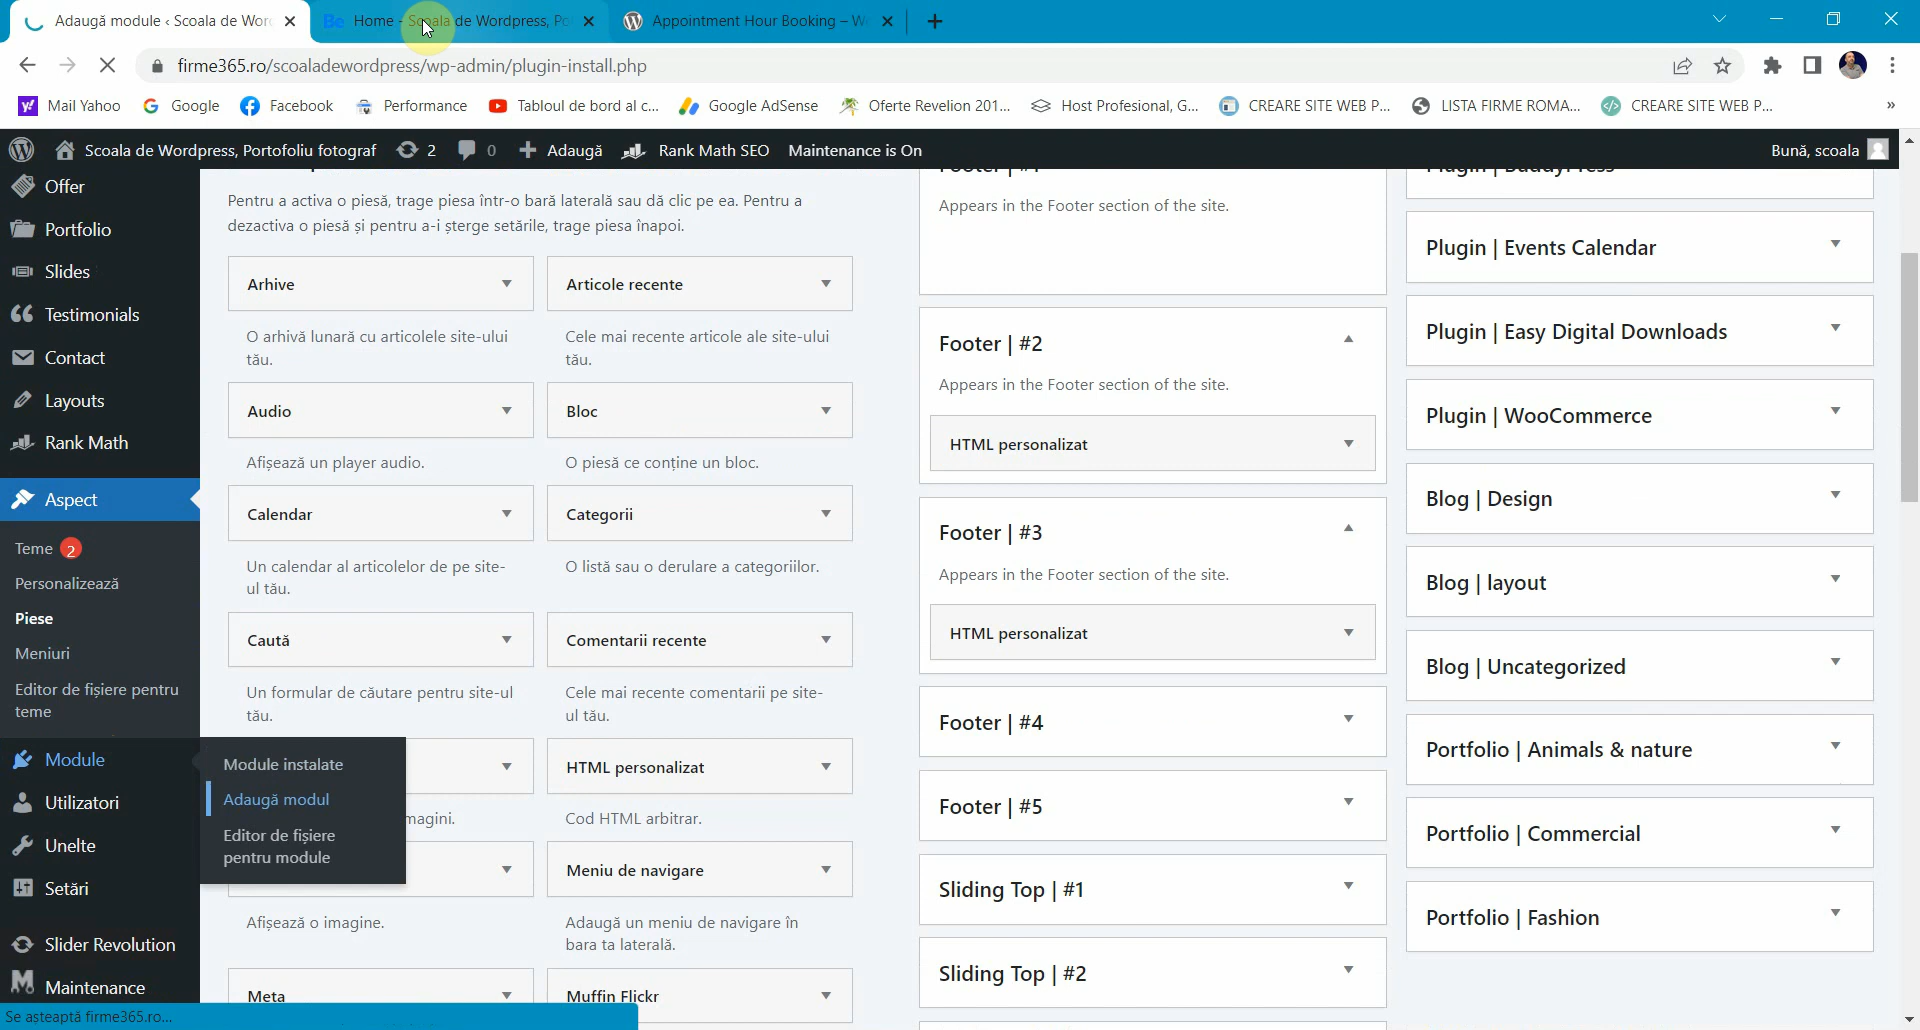 Adaugă module ‹ Scoala de Wor
Home - Scoala de Wordpress, Po
Appointment Hour Booking – W
firme365.ro/scoaladewordpress/wp-admin/plugin-install.php
Mail Yahoo
Google
Facebook
Performance
Tabloul de bord al c...
Google AdSense
Oferte Revelion 201...
Host Profesional, G...
CREARE SITE WEB P...
LISTA FIRME ROMA...
CREARE SITE WEB P...
»
Scoala de Wordpress, Portofoliu fotograf
2
0
Adaugă
Rank Math SEO
Maintenance is On
Bună, scoala
Offer
Portfolio
Slides
Testimonials
Contact
Layouts
Rank Math
Aspect
Teme 2
Personalizează
Piese
Meniuri
Editor de fișiere pentru
teme
Module
Utilizatori
Unelte
Setări
Slider Revolution
Maintenance
Module instalate
Adaugă modul
Editor de fișiere
pentru module
Pentru a activa o piesă, trage piesa într-o bară laterală sau dă clic pe ea. Pentru a
dezactiva o piesă și pentru a-i șterge setările, trage piesa înapoi.
Arhive
O arhivă lunară cu articolele site-ului
tău.
Articole recente
Cele mai recente articole ale site-ului
tău.
Audio
Afișează un player audio.
Bloc
O piesă ce conține un bloc.
Calendar
Un calendar al articolelor de pe site-
ul tău.
Categorii
O listă sau o derulare a categoriilor.
Caută
Un formular de căutare pentru site-ul
tău.
Comentarii recente
Cele mai recente comentarii pe site-
ul tău.
magini.
HTML personalizat
Cod HTML arbitrar.
Afișează o imagine.
Meniu de navigare
Adaugă un meniu de navigare în
bara ta laterală.
Meta
Muffin Flickr
Footer | #1
Appears in the Footer section of the site.
Footer | #2
Appears in the Footer section of the site.
HTML personalizat
Footer | #3
Appears in the Footer section of the site.
HTML personalizat
Footer | #4
Footer | #5
Sliding Top | #1
Sliding Top | #2
Plugin | BuddyPress
Plugin | Events Calendar
Plugin | Easy Digital Downloads
Plugin | WooCommerce
Blog | Design
Blog | layout
Blog | Uncategorized
Portfolio | Animals & nature
Portfolio | Commercial
Portfolio | Fashion
Se așteaptă firme365.ro...